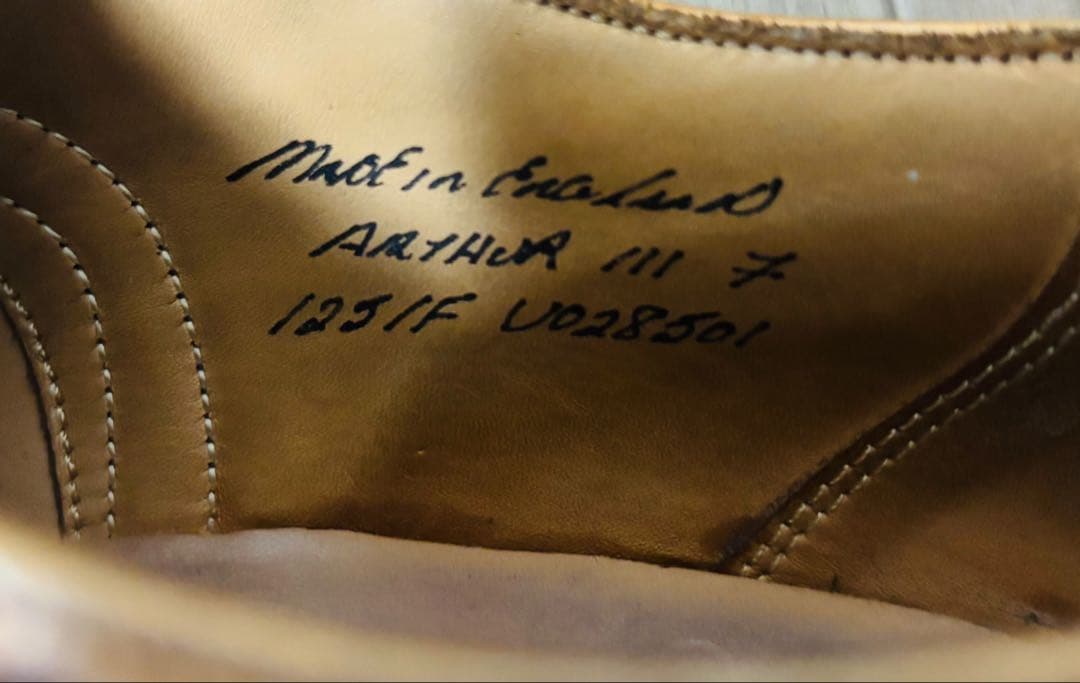 MADE in England
ARTHUR III 7
1251F U028501